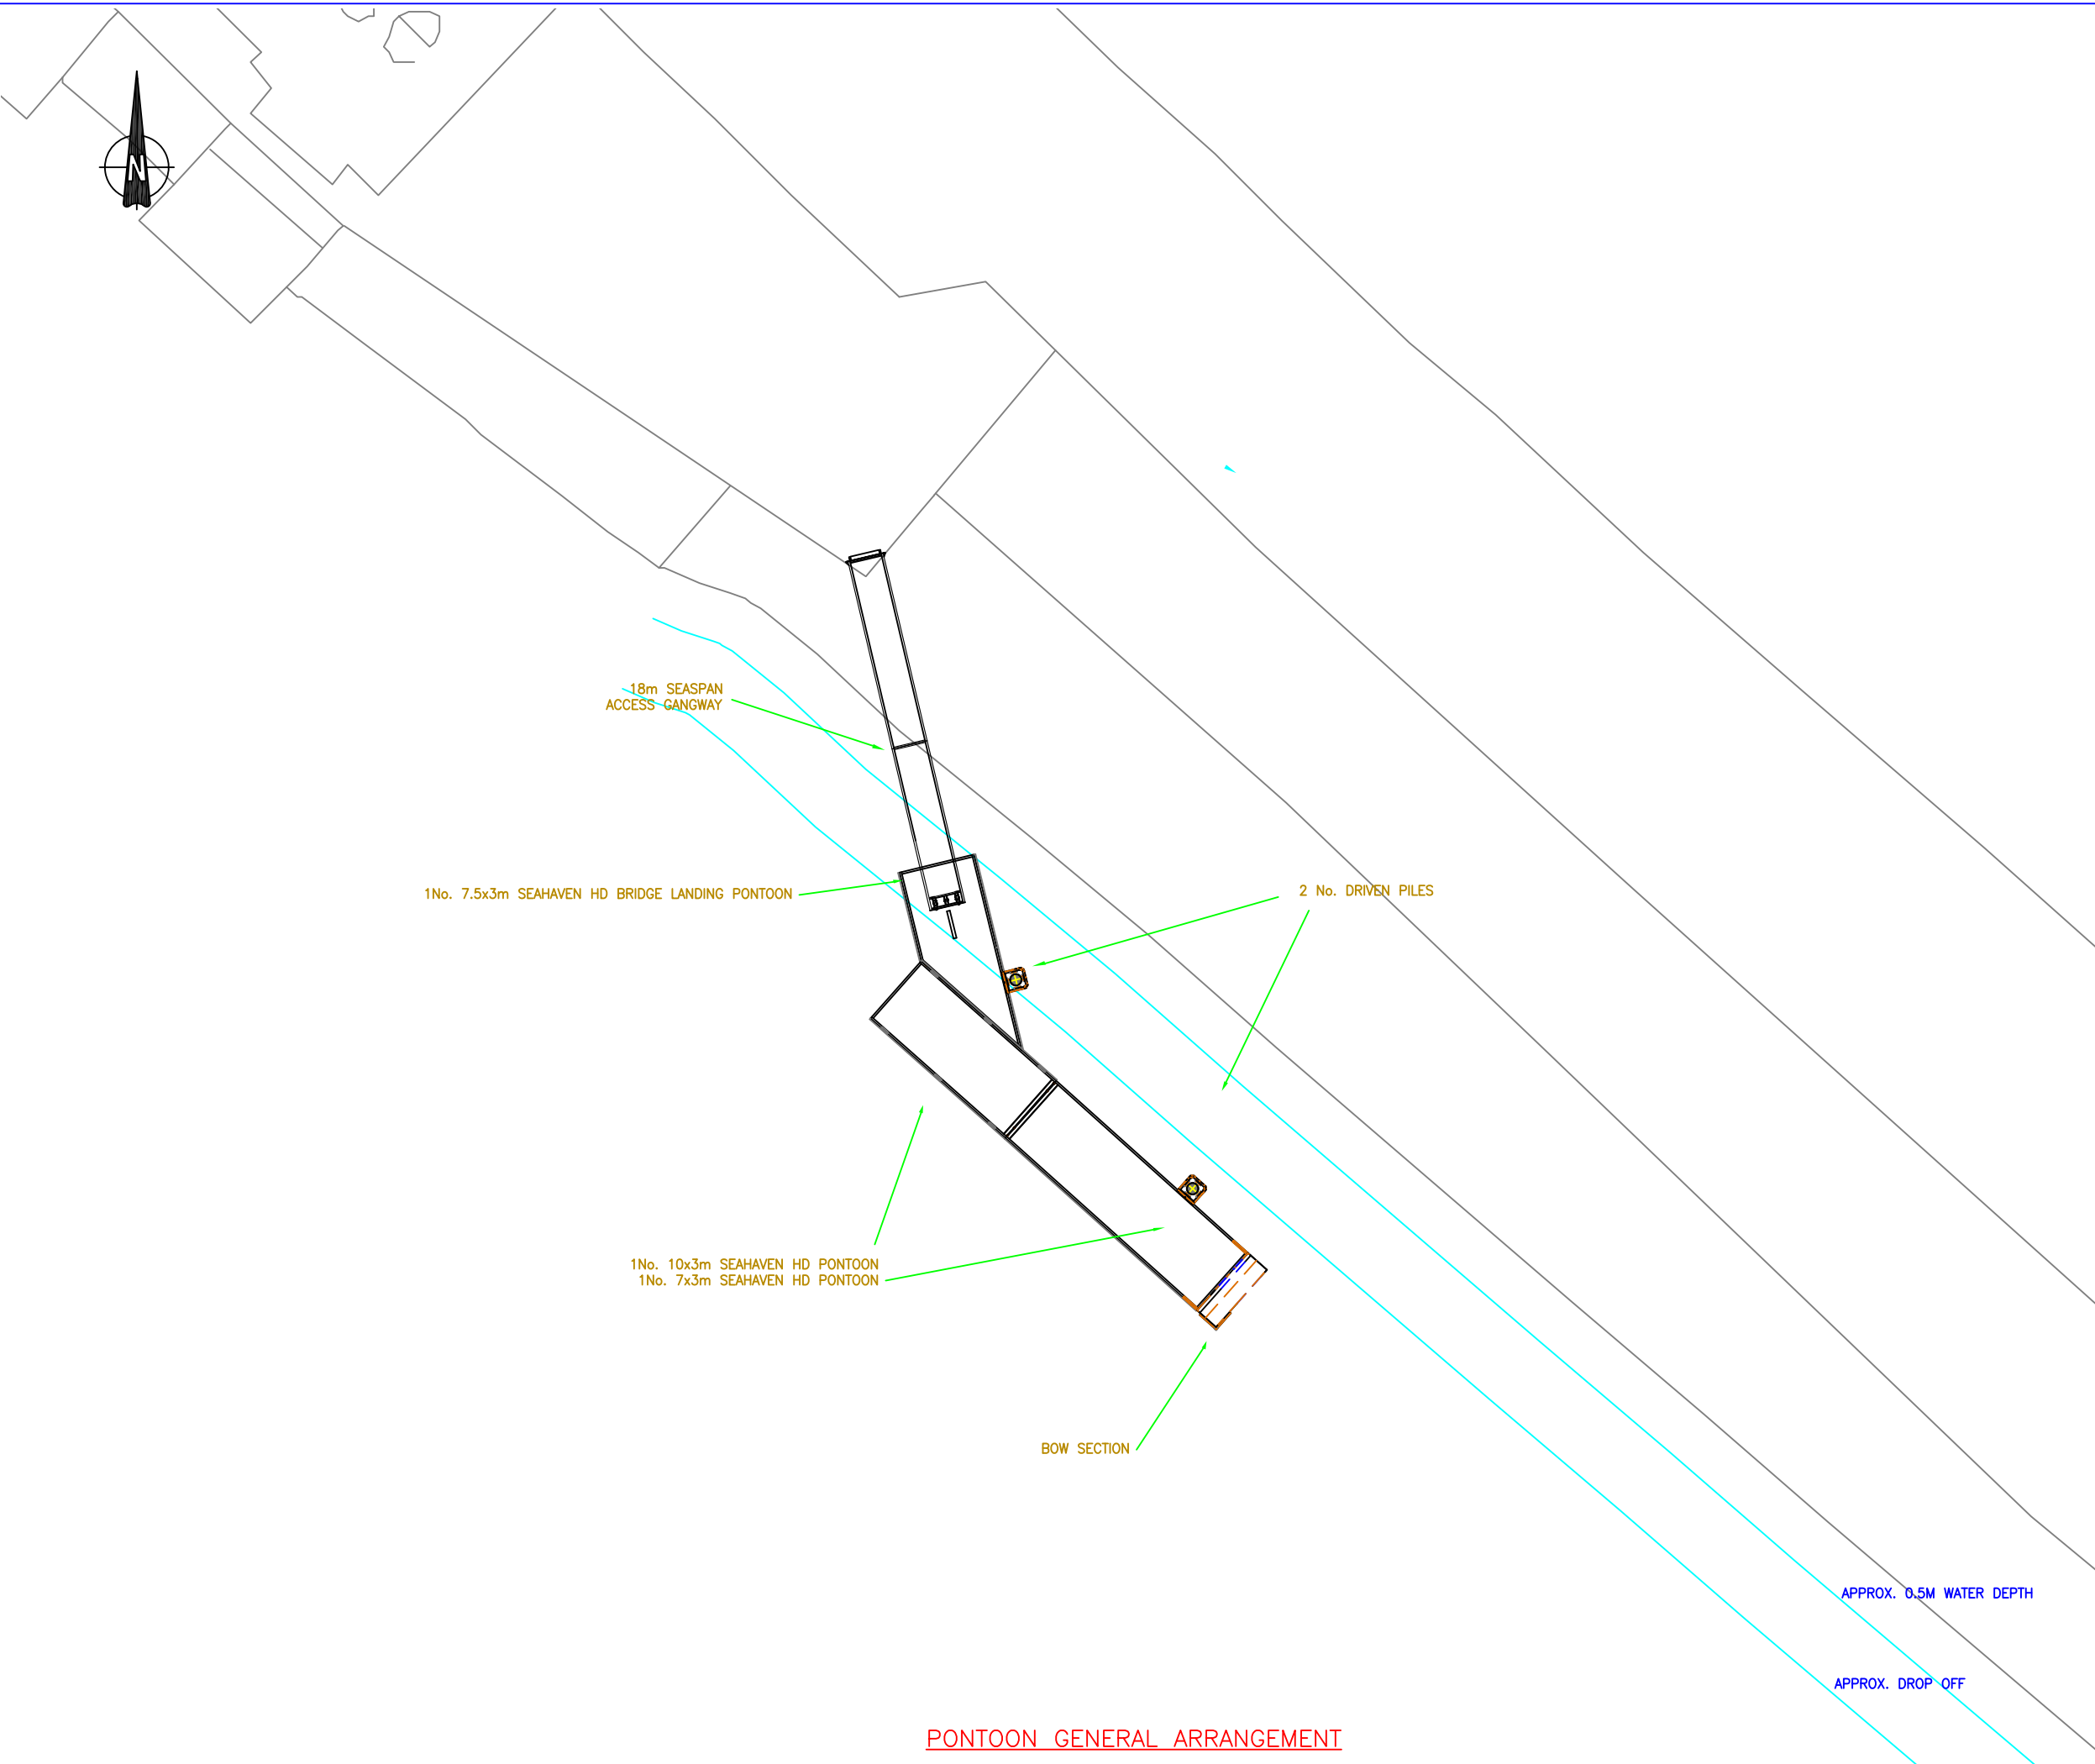 N
18m SEASPAN
ACCESS GANGWAY
1No. 7.5x3m SEAHAVEN HD BRIDGE LANDING PONTOON
2 No. DRIVEN PILES
1No. 10x3m SEAHAVEN HD PONTOON
1No. 7x3m SEAHAVEN HD PONTOON
BOW SECTION
APPROX. 0.5M WATER DEPTH
APPROX. DROP OFF
PONTOON GENERAL ARRANGEMENT